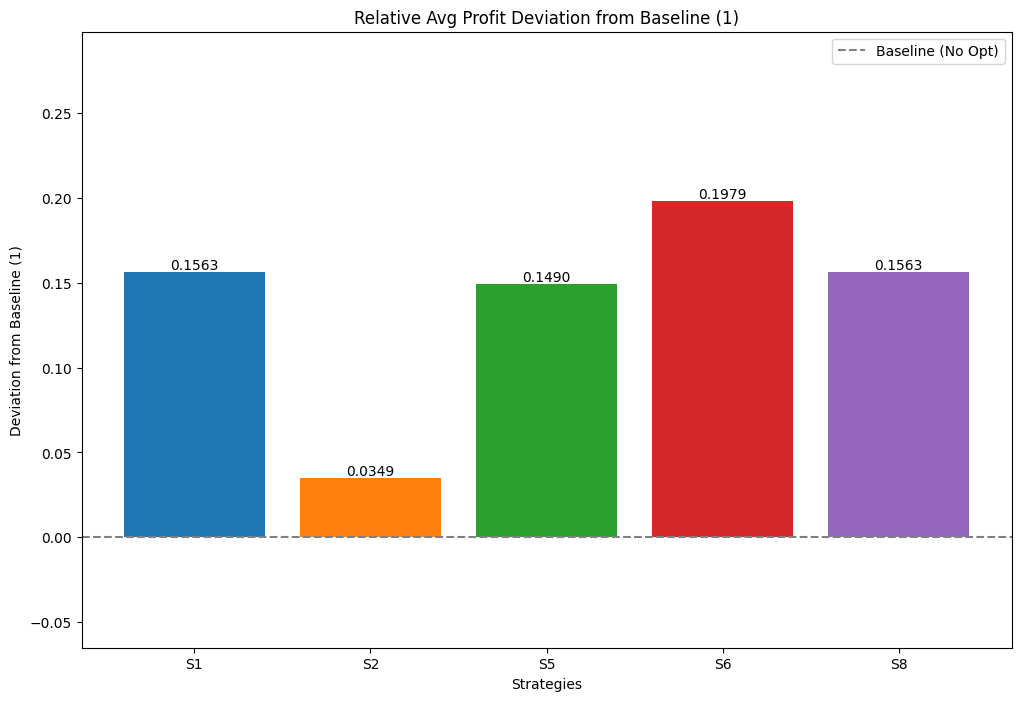 Relative Avg Profit Deviation from Baseline (1)
Baseline (No Opt)
Deviation from Baseline (1)
0.25
0.20
0.15
0.10
0.05
0.00
−0.05
0.1563
0.0349
0.1490
0.1979
0.1563
S1
S2
S5
S6
S8
Strategies